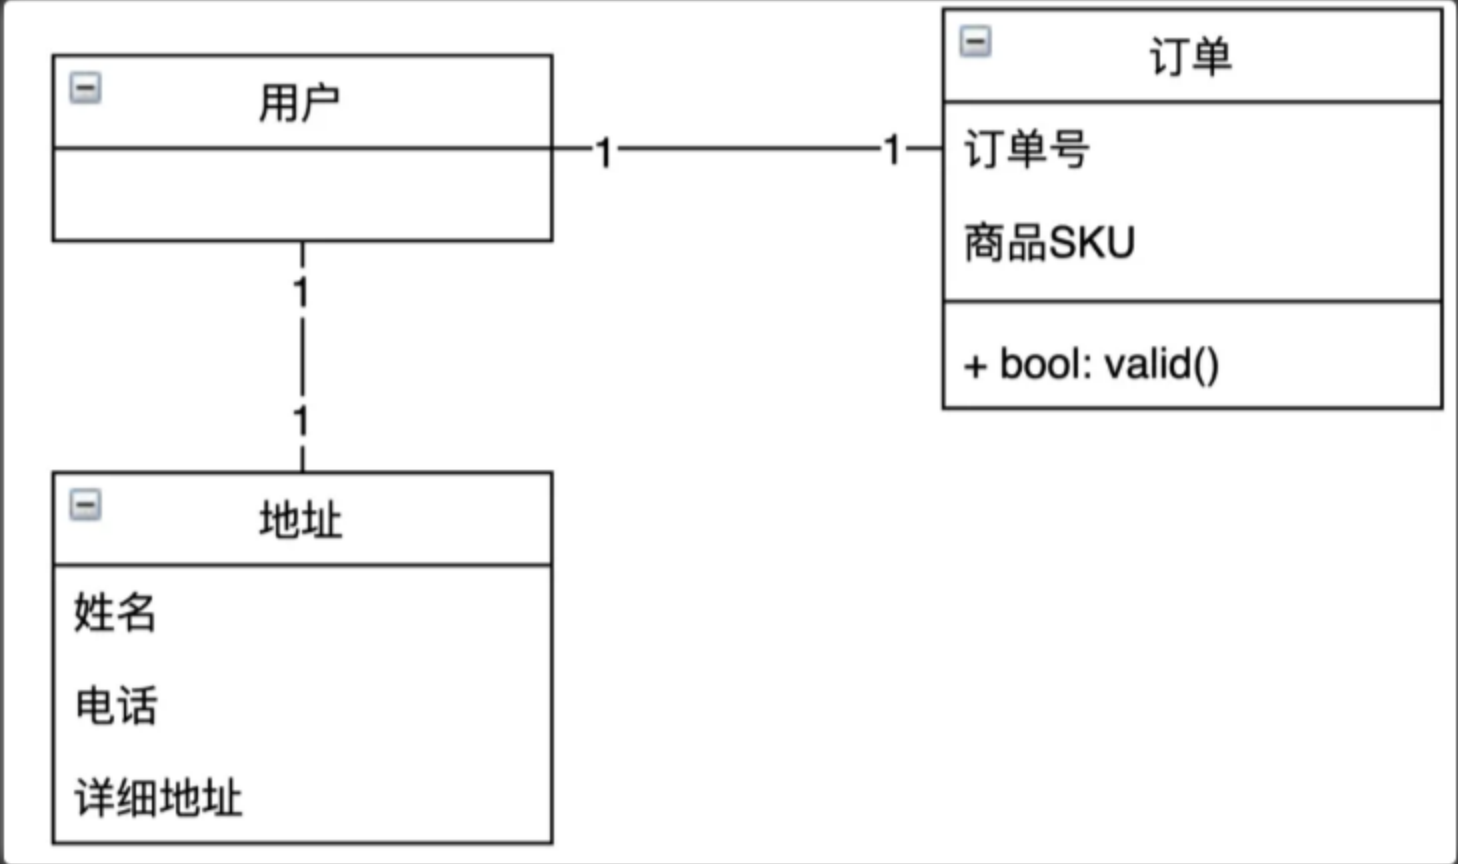 用户
1
1
订单
订单号
商品SKU
+ bool: valid()
1
1
地址
姓名
电话
详细地址